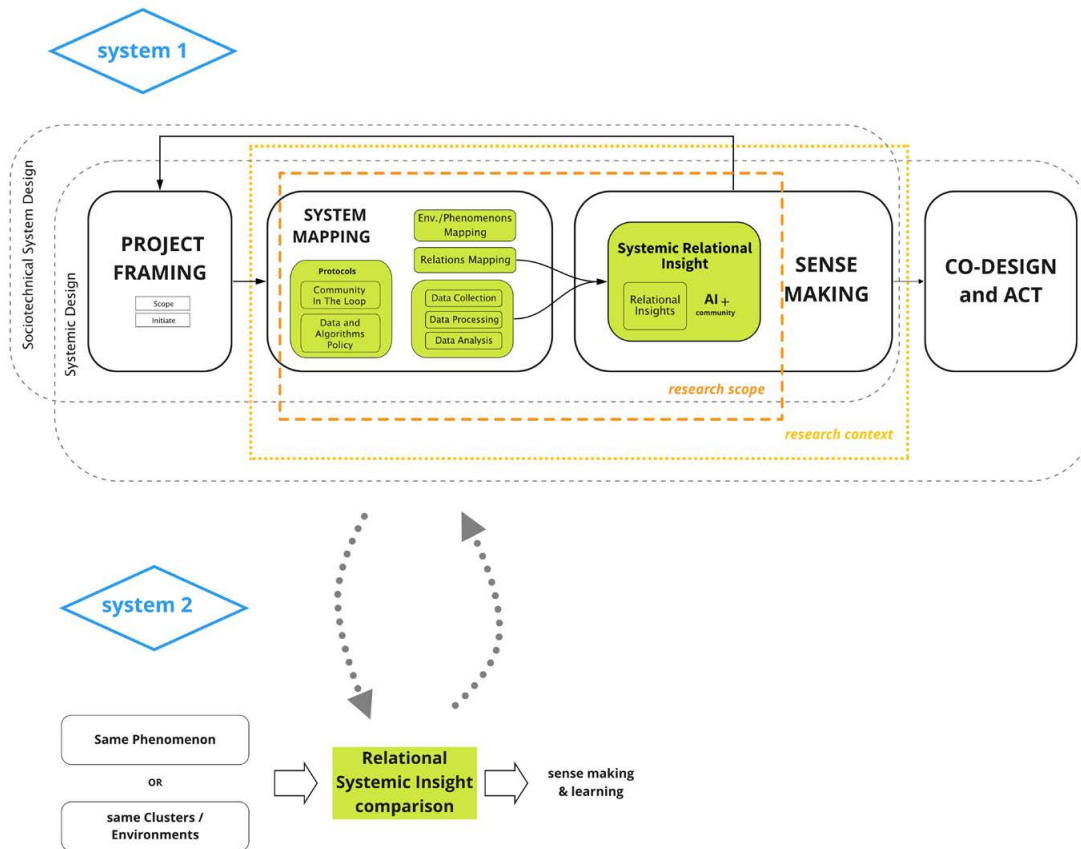 system 1
Sociotechnical System Design
Systemic Design
PROJECT
FRAMING
Scope
Initiate
SYSTEM
MAPPING
Protocols
Community
In The Loop
Data and
Algorithms
Policy
Env./Phenomenons
Mapping
Relations Mapping
Data Collection
Data Processing
Data Analysis
Systemic Relational
Insight
Relational
Insights
AI +
community
SENSE
MAKING
CO-DESIGN
and ACT
research scope
research context
system 2
Same Phenomenon
OR
same Clusters /
Environments
Relational
Systemic Insight
comparison
sense making
& learning